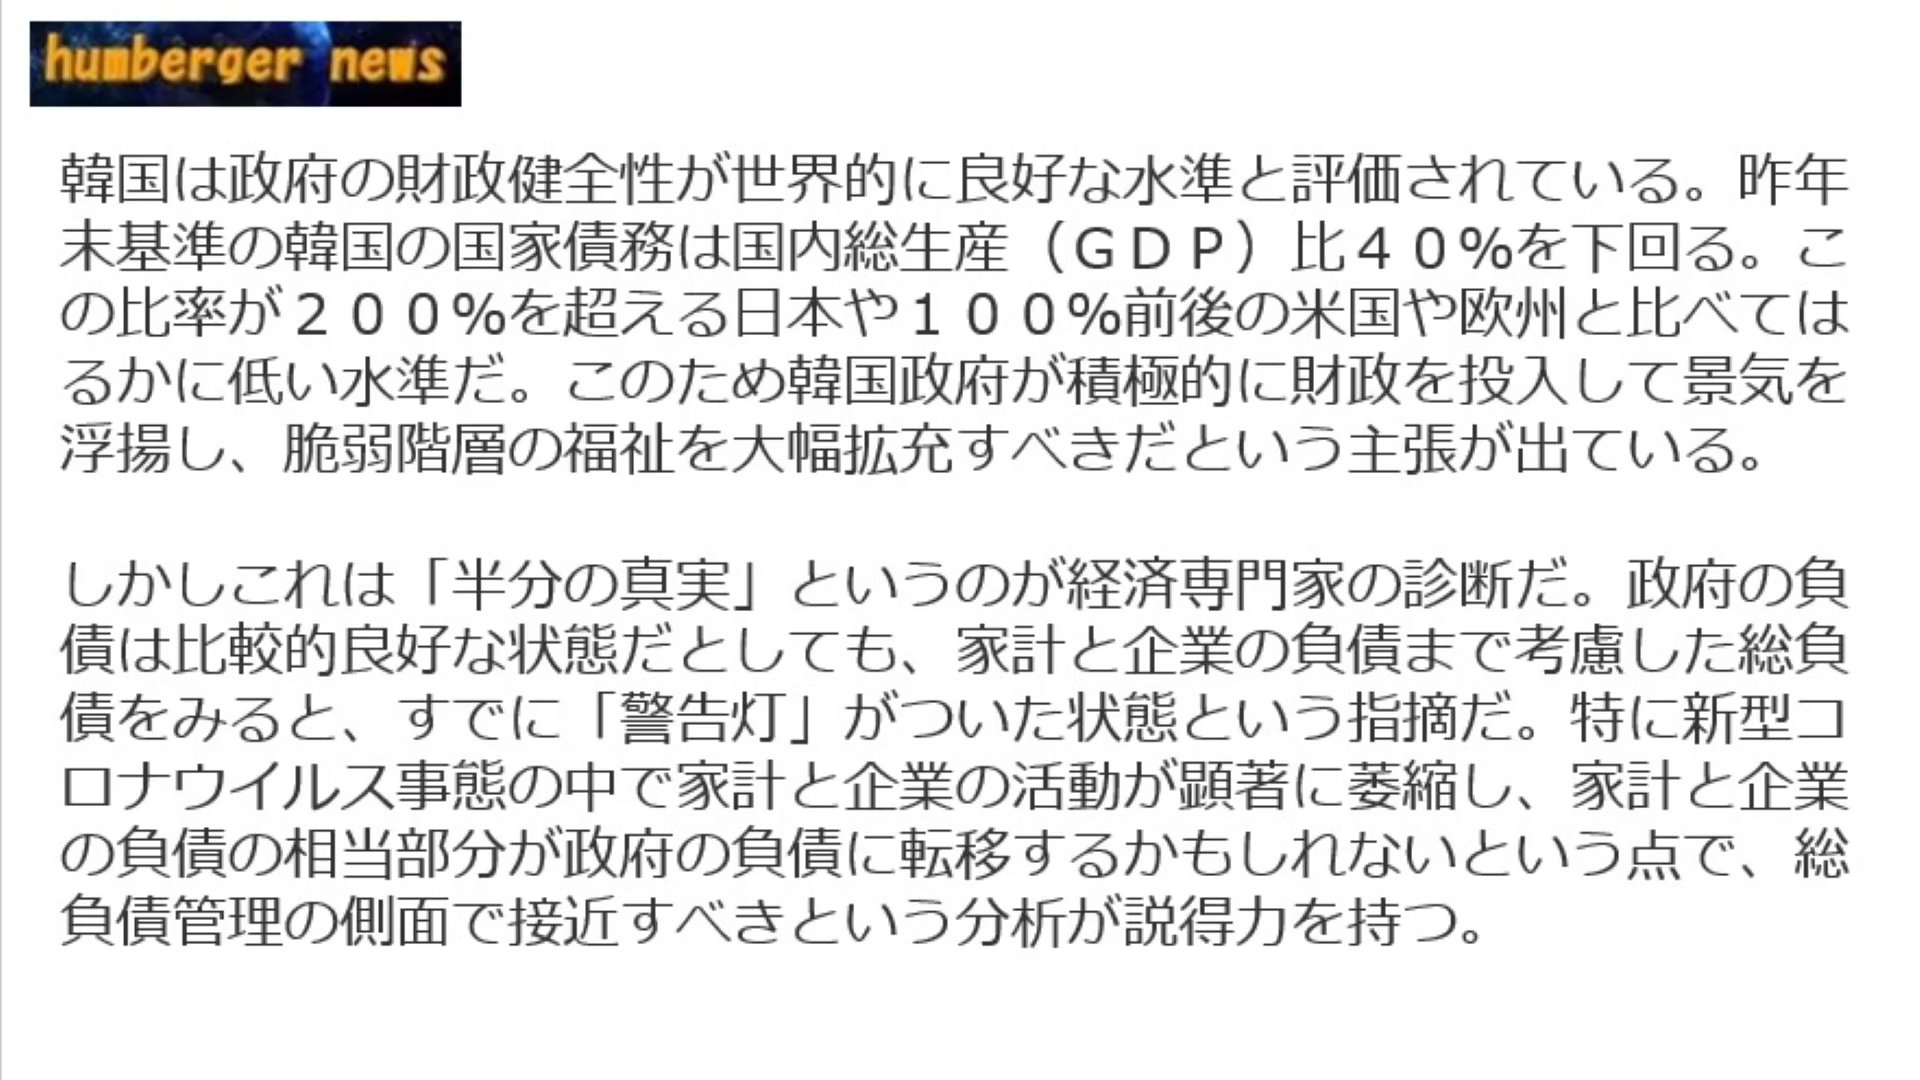 humberger news
韓国は政府の財政健全性が世界的に良好な水準と評価されている。昨年
末基準の韓国の国家債務は国内総生産（ＧＤＰ）比４０％を下回る。こ
の比率が２００％を超える日本や１００％前後の米国や欧州と比べては
るかに低い水準だ。このため韓国政府が積極的に財政を投入して景気を
浮揚し、脆弱階層の福祉を大幅拡充すべきだという主張が出ている。
しかしこれは「半分の真実」というのが経済専門家の診断だ。政府の負
債は比較的良好な状態だとしても、家計と企業の負債まで考慮した総負
債をみると、すでに「警告灯」がついた状態という指摘だ。特に新型コ
ロナウイルス事態の中で家計と企業の活動が顕著に萎縮し、家計と企業
の負債の相当部分が政府の負債に転移するかもしれないという点で、総
負債管理の側面で接近すべきという分析が説得力を持つ。